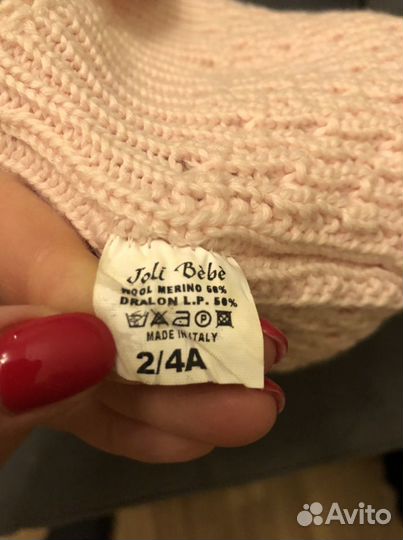 Joli Bèbè
WOOL MERINO 50%
DRALON L.P. 50%
MADE IN ITALY
2/4A
Avito